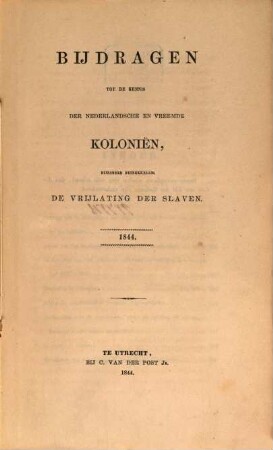 BIJDRAGEN
TOT DE KENNIS
DER NEDERLANDSCHE EN VREEMDE
KOLONIËN,
BIJZONDER BETREKKELIJK
DE VRIJLATING DER SLAVEN.
1844.
TE UTRECHT,
BIJ C. VAN DER POST Jr.
1844.